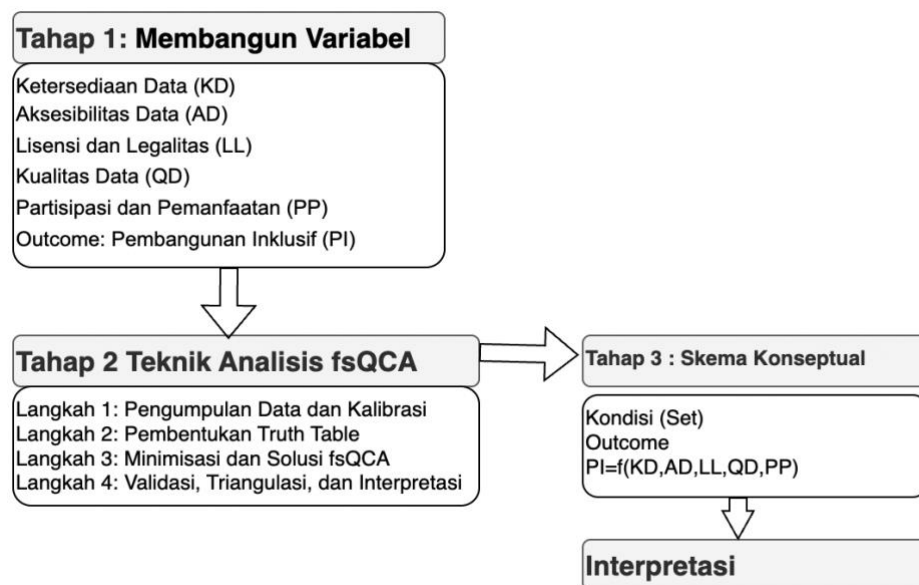 Tahap 1: Membangun Variabel
Ketersediaan Data (KD)
Aksesibilitas Data (AD)
Lisensi dan Legalitas (LL)
Kualitas Data (QD)
Partisipasi dan Pemanfaatan (PP)
Outcome: Pembangunan Inklusif (PI)
Tahap 2 Teknik Analisis fsQCA
Langkah 1: Pengumpulan Data dan Kalibrasi
Langkah 2: Pembentukan Truth Table
Langkah 3: Minimisasi dan Solusi fsQCA
Langkah 4: Validasi, Triangulasi, dan Interpretasi
Tahap 3 : Skema Konseptual
Kondisi (Set)
Outcome
PI=f(KD,AD,LL,QD,PP)
Interpretasi